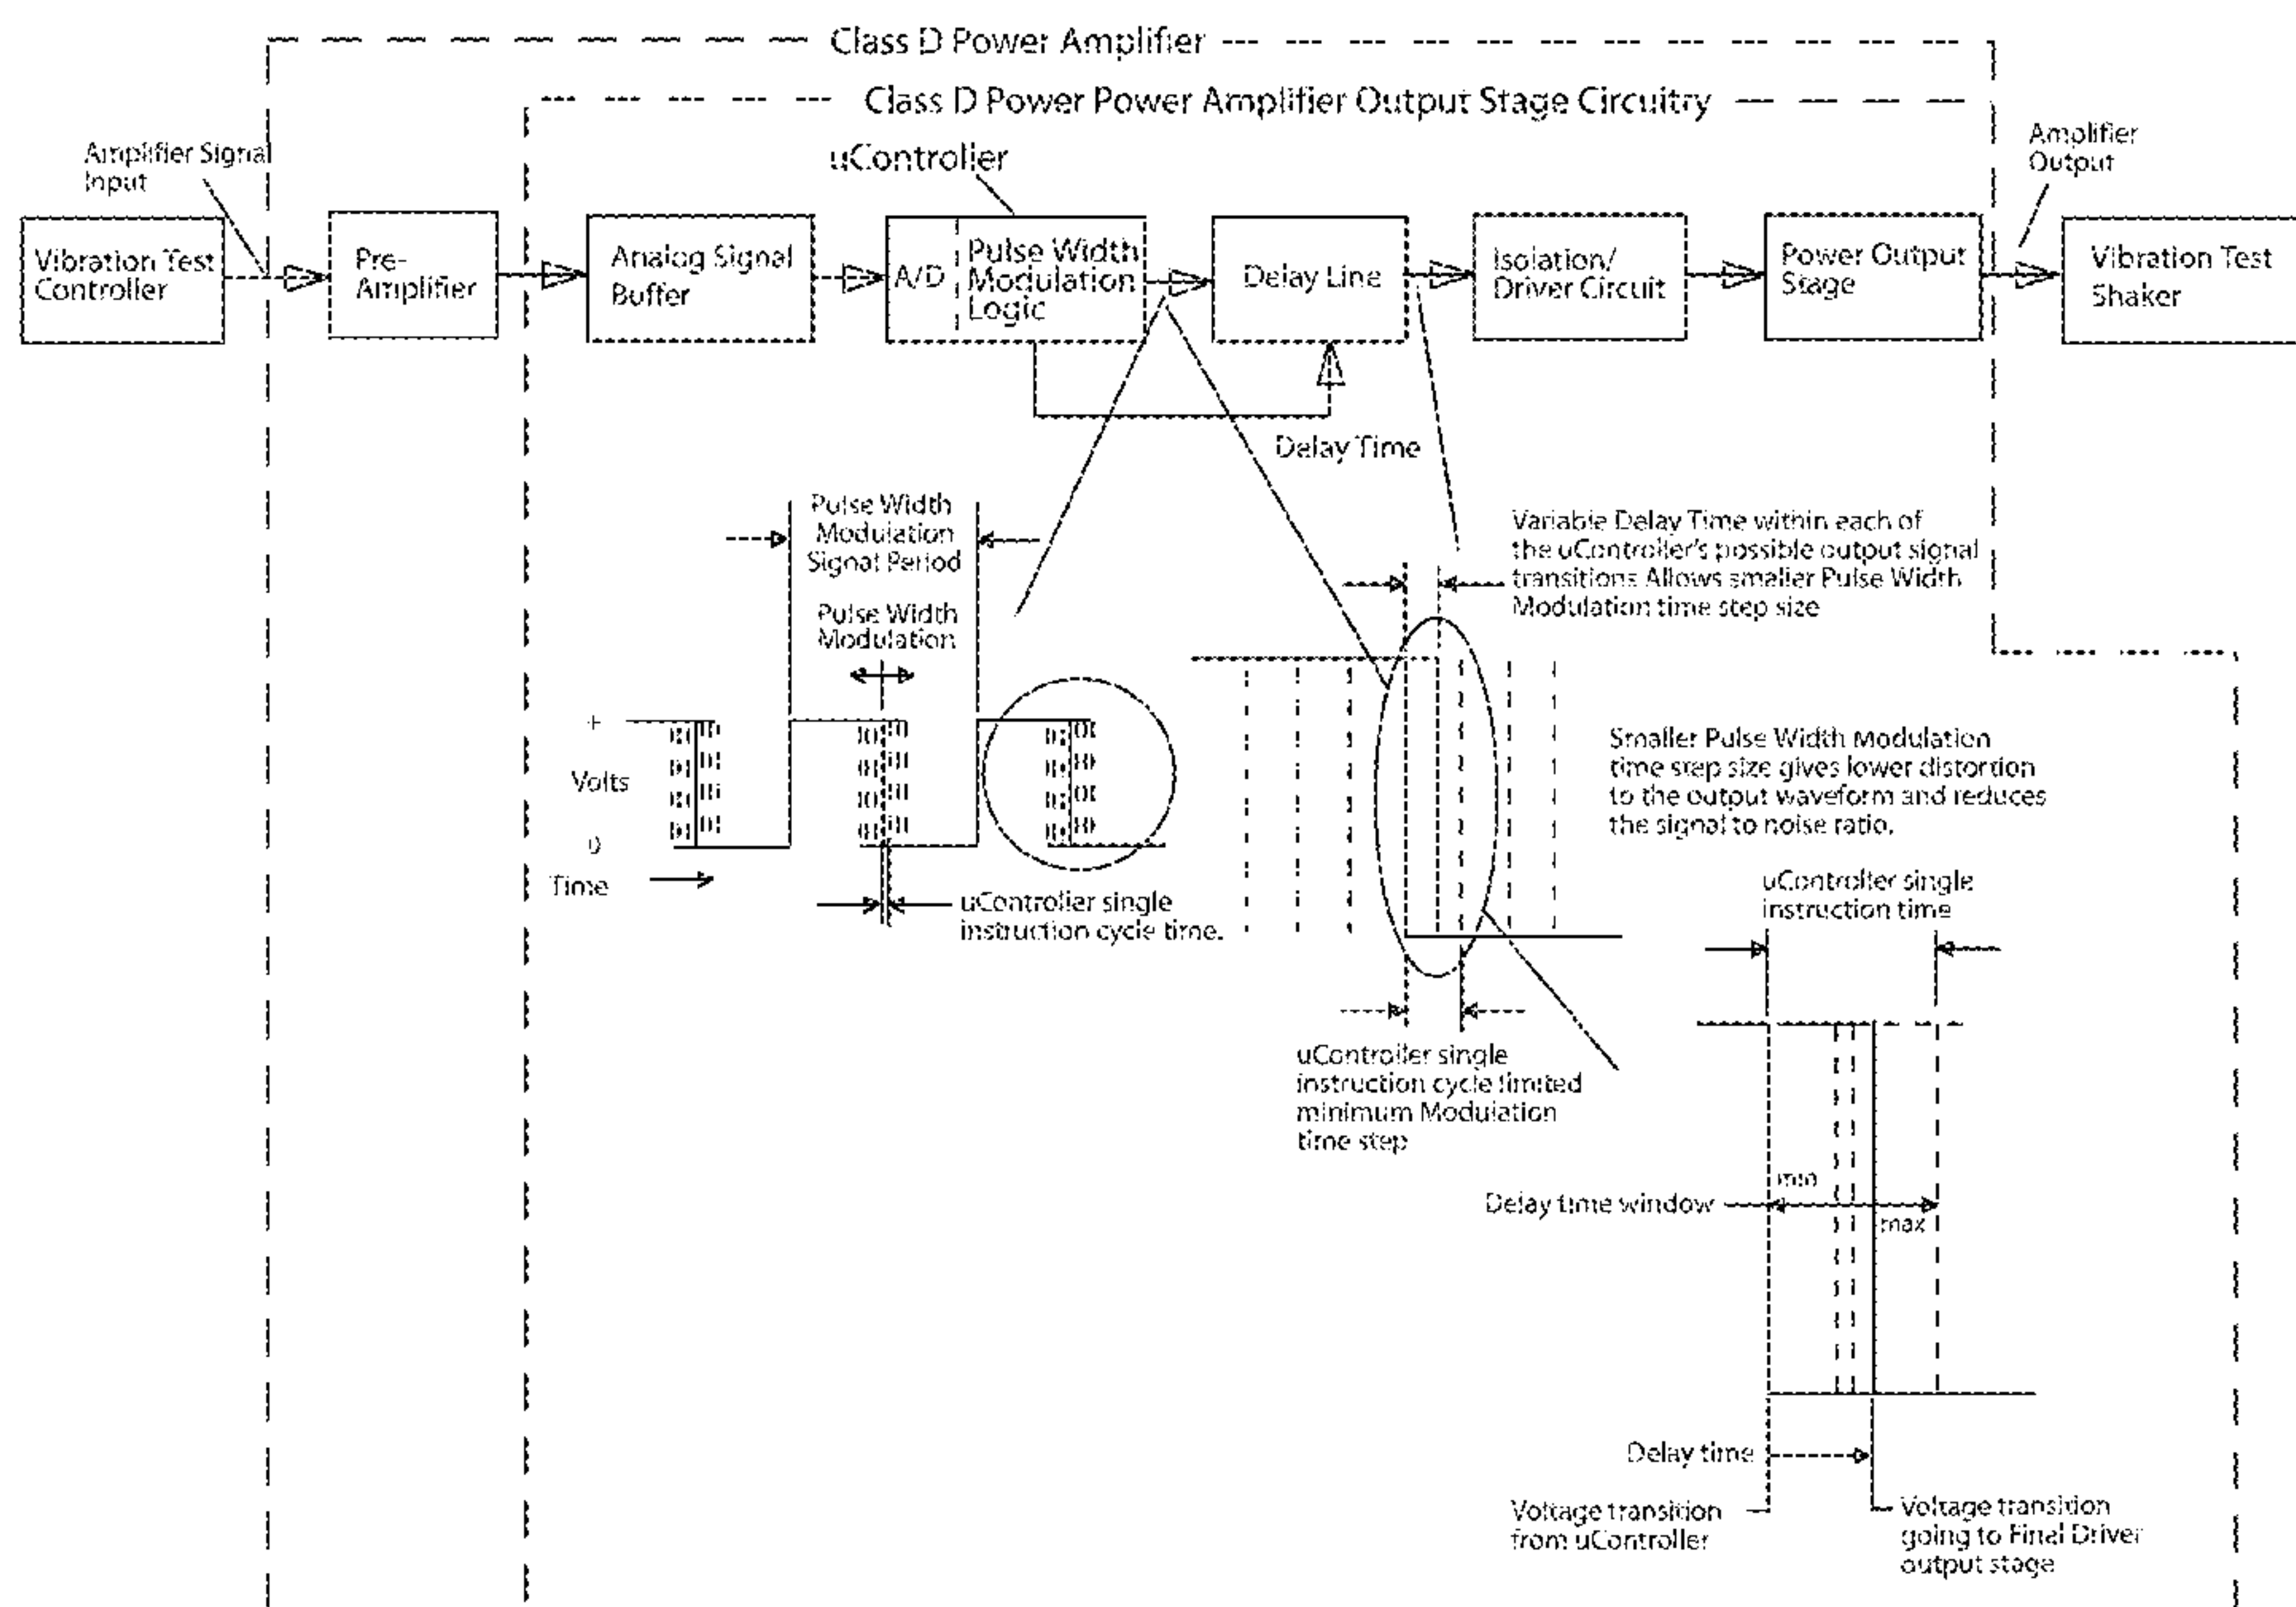 Class D Power Amplifier
Class D Power Power Amplifier Output Stage Circuitry
uController
Amplifier Signal
Input
Amplifier
Output
Vibration Test
Controller
Pre-
Amplifier
Analog Signal
Buffer
A/D
Pulse Width
Modulation
Logic
Delay Line
Isolation/
Driver Circuit
Power Output
Stage
Vibration Test
Shaker
Delay Time
Pulse Width
Modulation
Signal Period
Pulse Width
Modulation
Variable Delay Time within each of
the uController's possible output signal
transitions Allows smaller Pulse Width
Modulation time step size
+
Volts
0
Time
uController single
instruction cycle time.
Smaller Pulse Width Modulation
time step size gives lower distortion
to the output waveform and reduces
the signal to noise ratio.
uController single
instruction time
uController single
instruction cycle limited
minimum Modulation
time step
min
Delay time window
max
Delay time
Voltage transition
from uController
Voltage transition
going to Final Driver
output stage